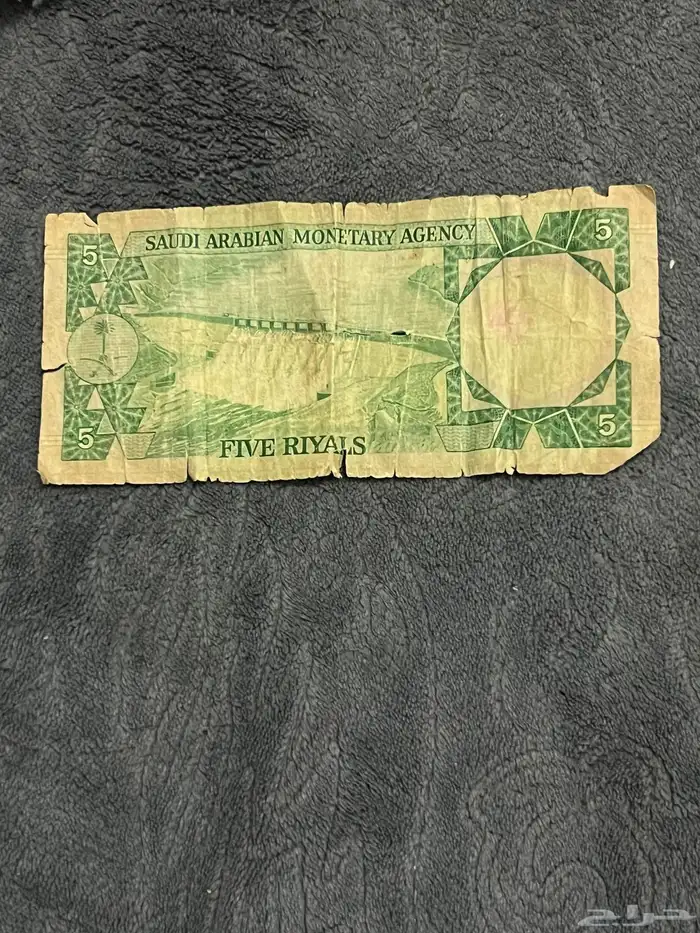 5 SAUDI ARABIAN MONETARY AGENCY 5
5 FIVE RIYALS 5
حراج